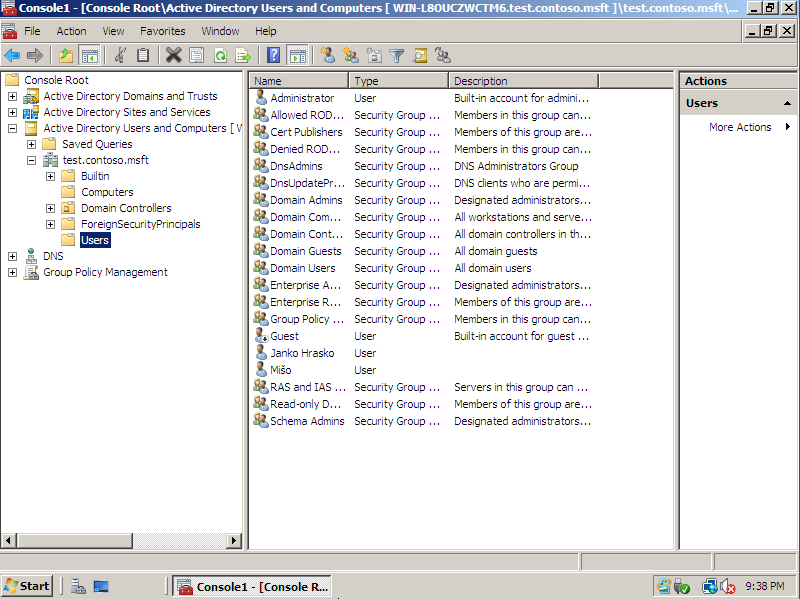 Console1 - [Console Root\Active Directory Users and Computers [ WIN-L8OUCZWCTM6.test.contoso.msft ]\test.contoso.msft\...
File Action View Favorites Window Help
Console Root
Active Directory Domains and Trusts
Active Directory Sites and Services
Active Directory Users and Computers [ W
Saved Queries
test.contoso.msft
Builtin
Computers
Domain Controllers
ForeignSecurityPrincipals
Users
DNS
Group Policy Management
Name Type Description
Administrator User Built-in account for admini...
Allowed ROD... Security Group ... Members in this group can...
Cert Publishers Security Group ... Members of this group are...
Denied ROD... Security Group ... Members in this group can...
DnsAdmins Security Group ... DNS Administrators Group
DnsUpdatePr... Security Group ... DNS clients who are permi...
Domain Admins Security Group ... Designated administrators...
Domain Com... Security Group ... All workstations and serve...
Domain Cont... Security Group ... All domain controllers in th...
Domain Guests Security Group ... All domain guests
Domain Users Security Group ... All domain users
Enterprise A... Security Group ... Designated administrators...
Enterprise R... Security Group ... Members of this group are...
Group Policy ... Security Group ... Members in this group can...
Guest User Built-in account for guest ...
Janko Hrasko User
Mišo User
RAS and IAS ... Security Group ... Servers in this group can ...
Read-only D... Security Group ... Members of this group are...
Schema Admins Security Group ... Designated administrators...
Actions
Users
More Actions
Start
Console1 - [Console R...
9:38 PM